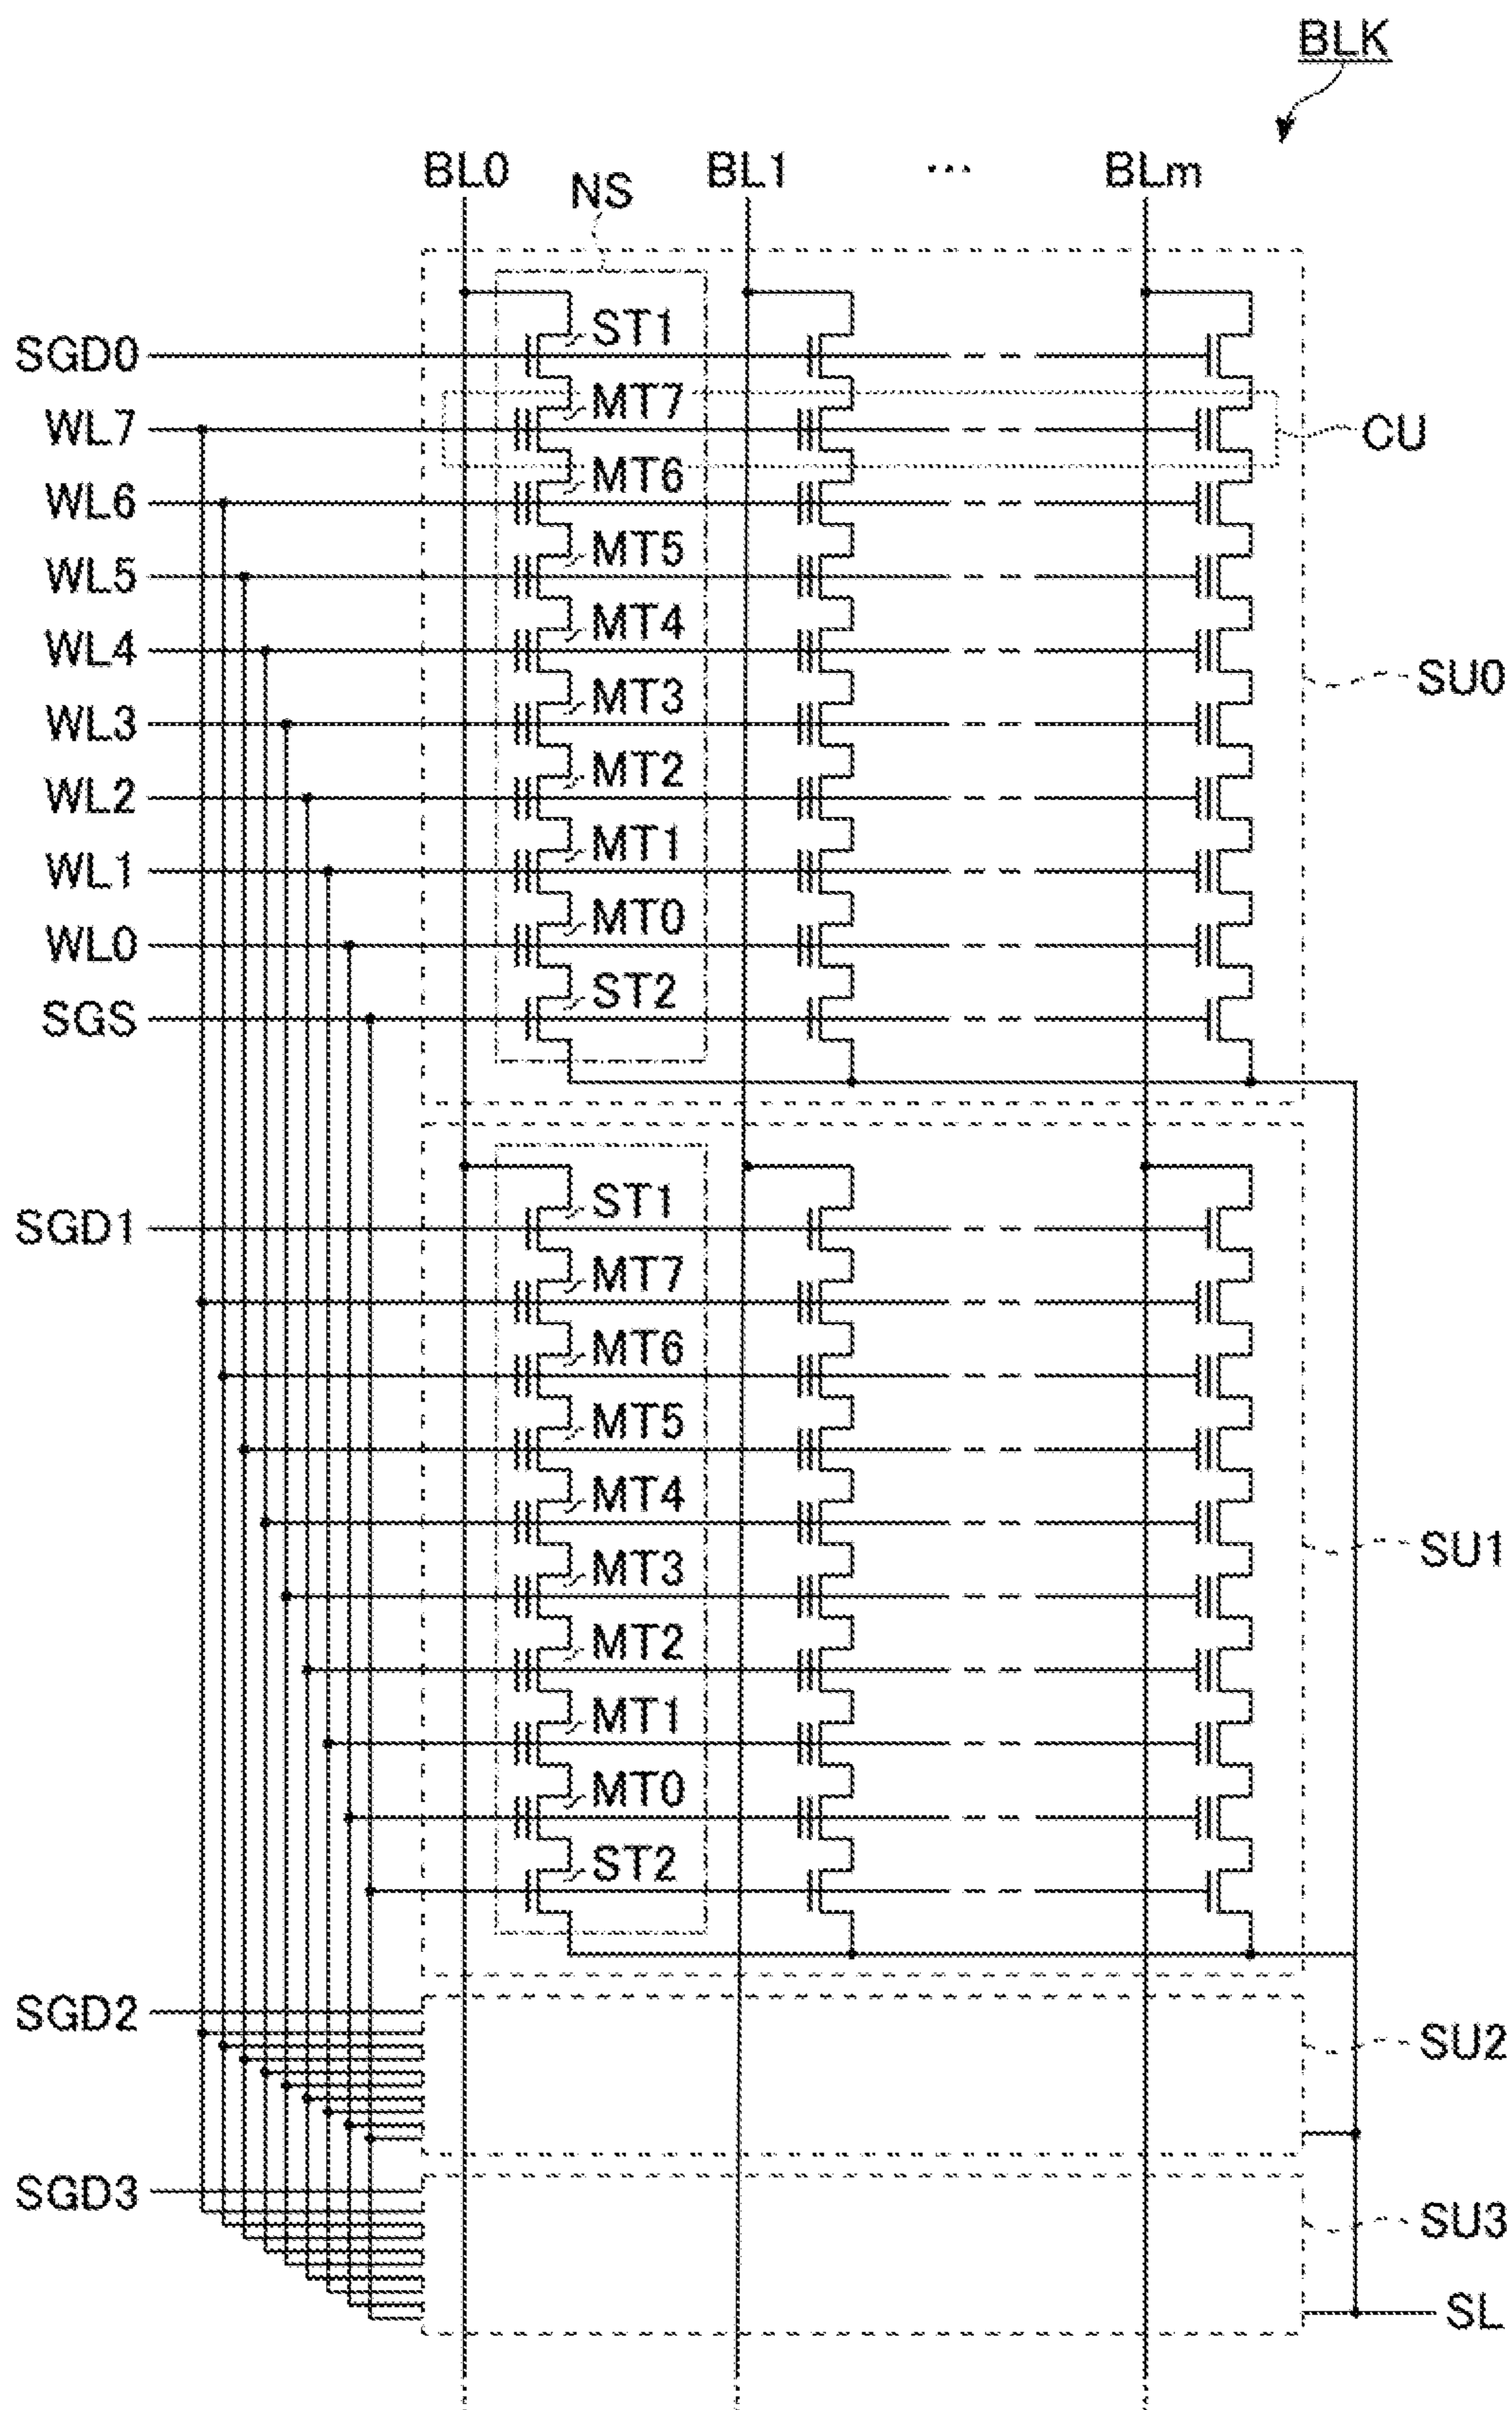 BLK
BL0 NS BL1 ... BLm
ST1
SGD0
MT7
WL7 CU
MT6
WL6
MT5
WL5
MT4
WL4
SU0
MT3
WL3
MT2
WL2
MT1
WL1
MT0
WL0
ST2
SGS
ST1
SGD1
MT7
MT6
MT5
MT4
SU1
MT3
MT2
MT1
MT0
ST2
SGD2
SU2
SGD3
SU3
SL